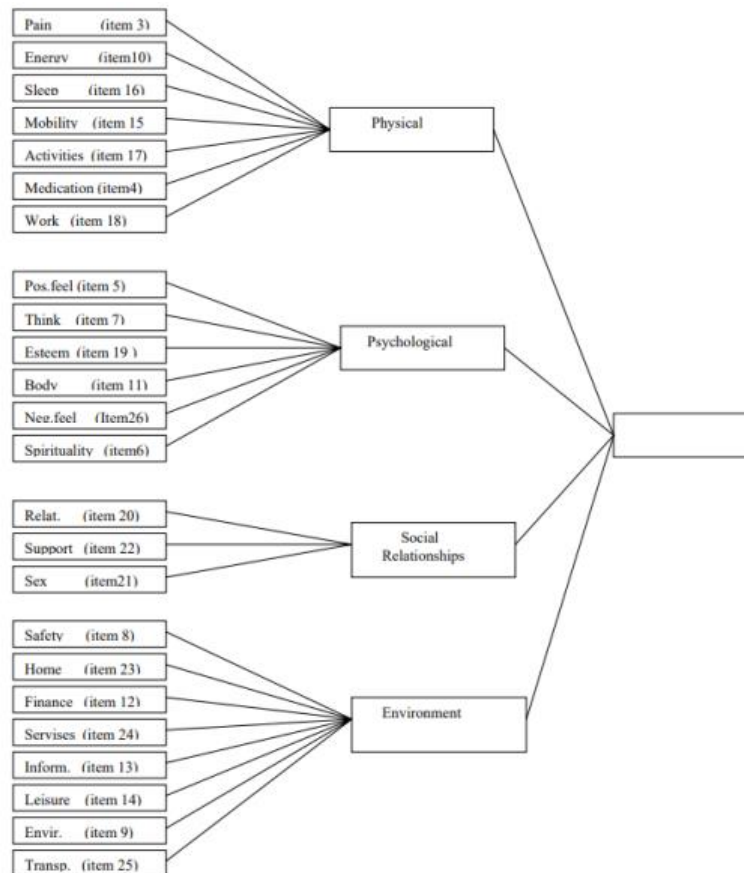 Pain (item 3)
Energy (item10)
Sleep (item 16)
Mobility (item 15
Activities (item 17)
Medication (item4)
Work (item 18)
Physical
Pos.feel (item 5)
Think (item 7)
Esteem (item 19 )
Body (item 11)
Neg.feel (Item26)
Spirituality (item6)
Psychological
Relat. (item 20)
Support (item 22)
Sex (item21)
Social
Relationships
Safety (item 8)
Home (item 23)
Finance (item 12)
Servises (item 24)
Inform. (item 13)
Leisure (item 14)
Envir. (item 9)
Transp. (item 25)
Environment